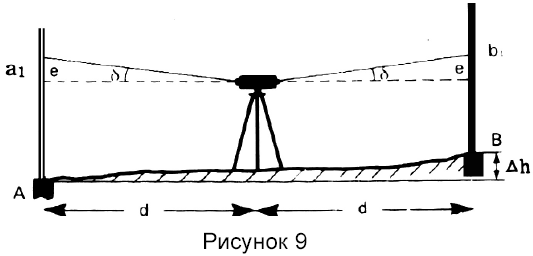 a₁ e δ δ e b₁
A B Δh
d d
Рисунок 9